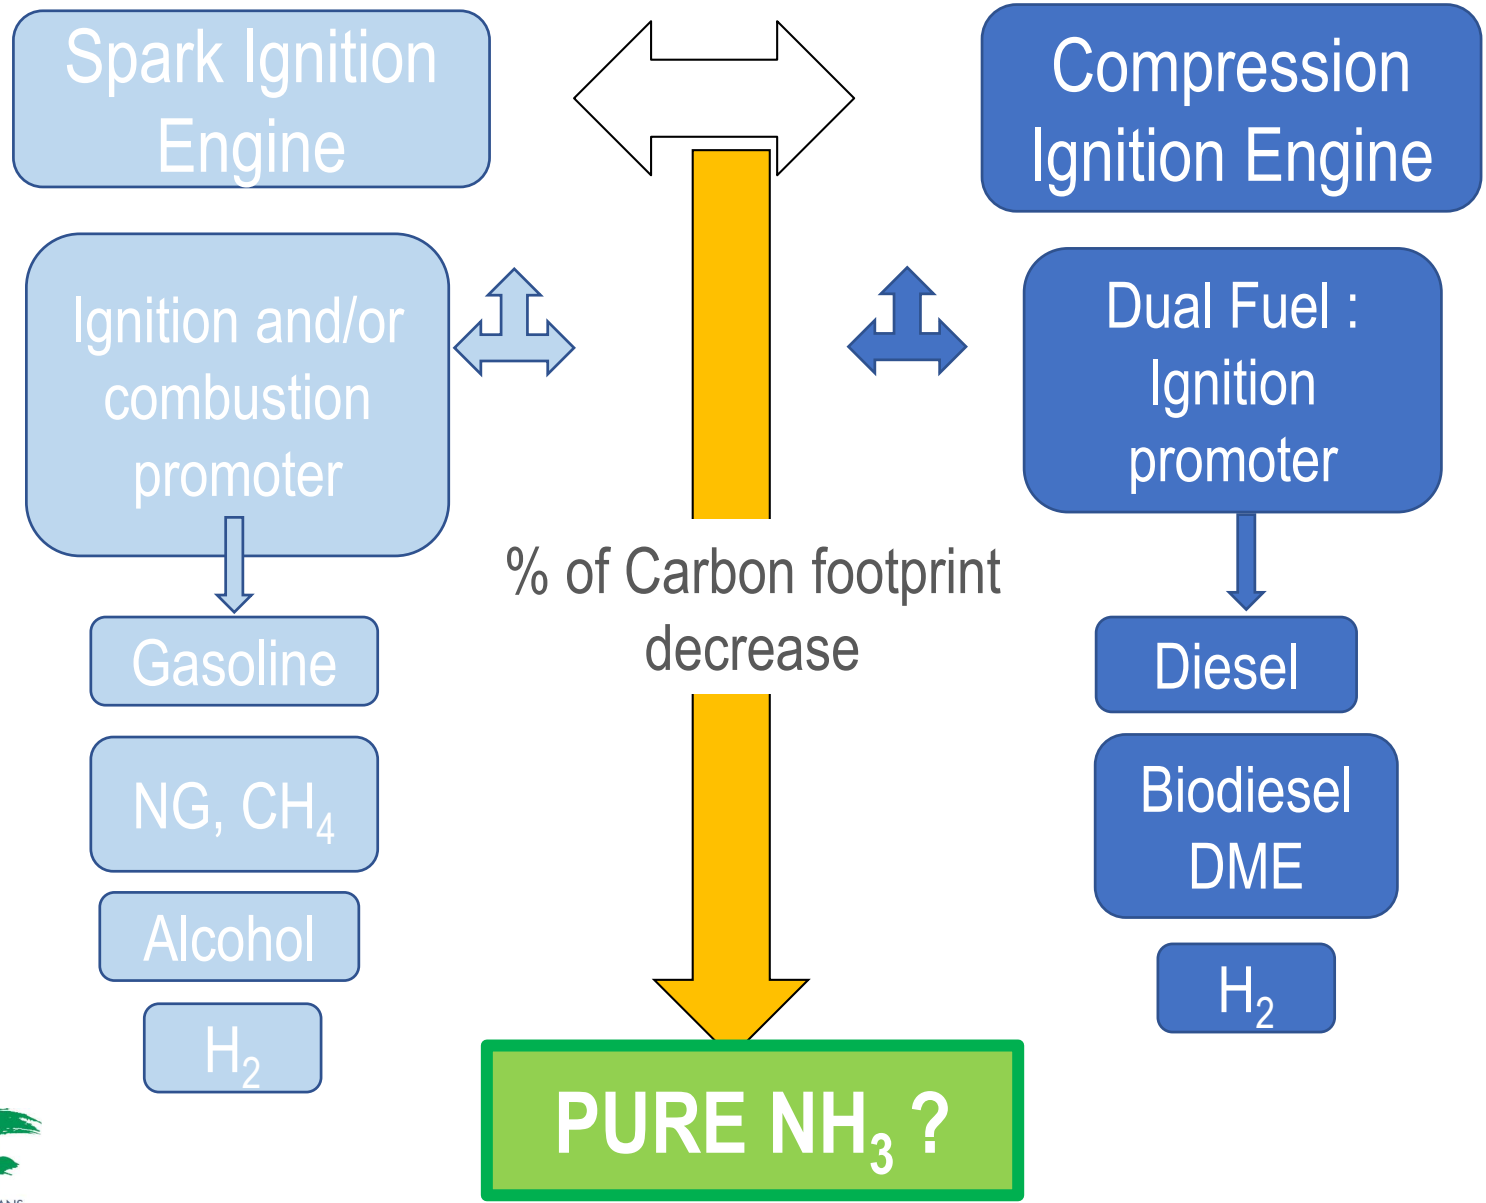 Spark Ignition
Engine
Compression
Ignition Engine
Ignition and/or
combustion
promoter
Dual Fuel :
Ignition
promoter
% of Carbon footprint
decrease
Gasoline
NG, CH₄
Alcohol
H₂
Diesel
Biodiesel
DME
H₂
PURE NH₃ ?